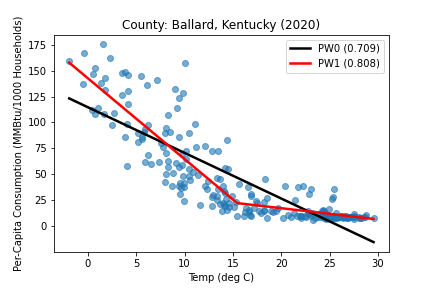 County: Ballard, Kentucky (2020)
Per-Capita Consumption (MMBtu/1000 Households)
175
150
125
100
75
50
25
0
PW0 (0.709)
PW1 (0.808)
0 5 10 15 20 25 30
Temp (deg C)